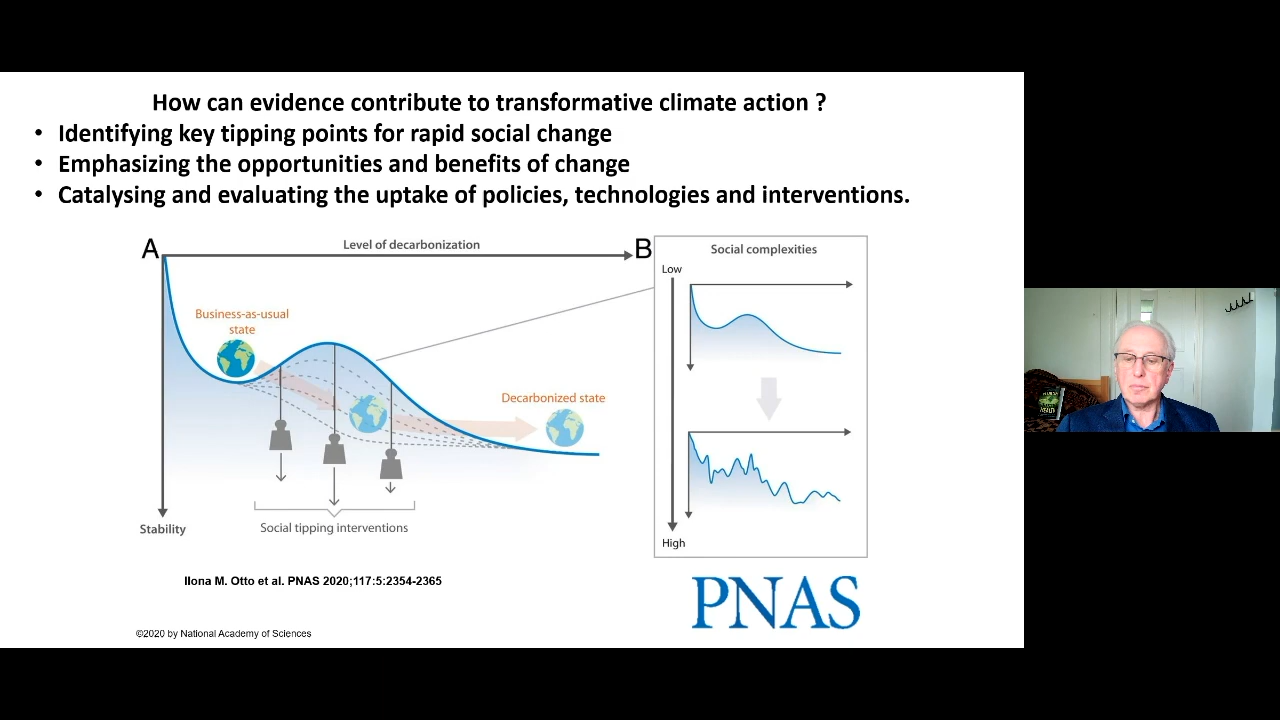 How can evidence contribute to transformative climate action ?
• Identifying key tipping points for rapid social change
• Emphasizing the opportunities and benefits of change
• Catalysing and evaluating the uptake of policies, technologies and interventions.
A
Level of decarbonization
Business-as-usual
state
Decarbonized state
Stability
Social tipping interventions
B
Social complexities
Low
High
Ilona M. Otto et al. PNAS 2020;117:5:2354-2365
PNAS
©2020 by National Academy of Sciences